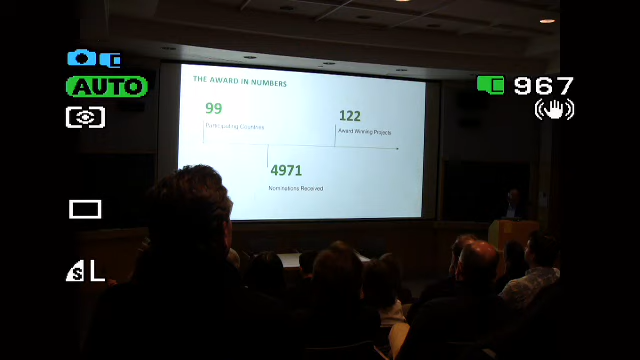 AUTO
967
THE AWARD IN NUMBERS
99
Participating Countries
122
Award Winning Projects
4971
Nominations Received
S L